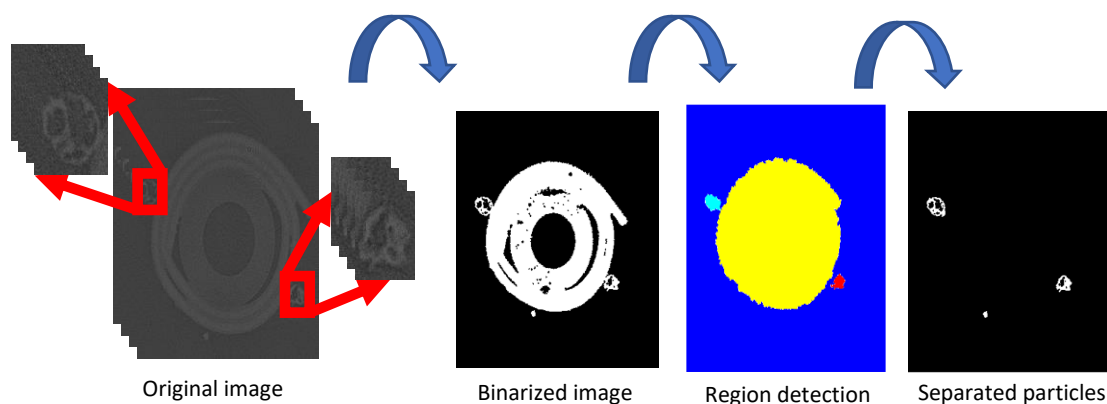 Original image
Binarized image
Region detection
Separated particles